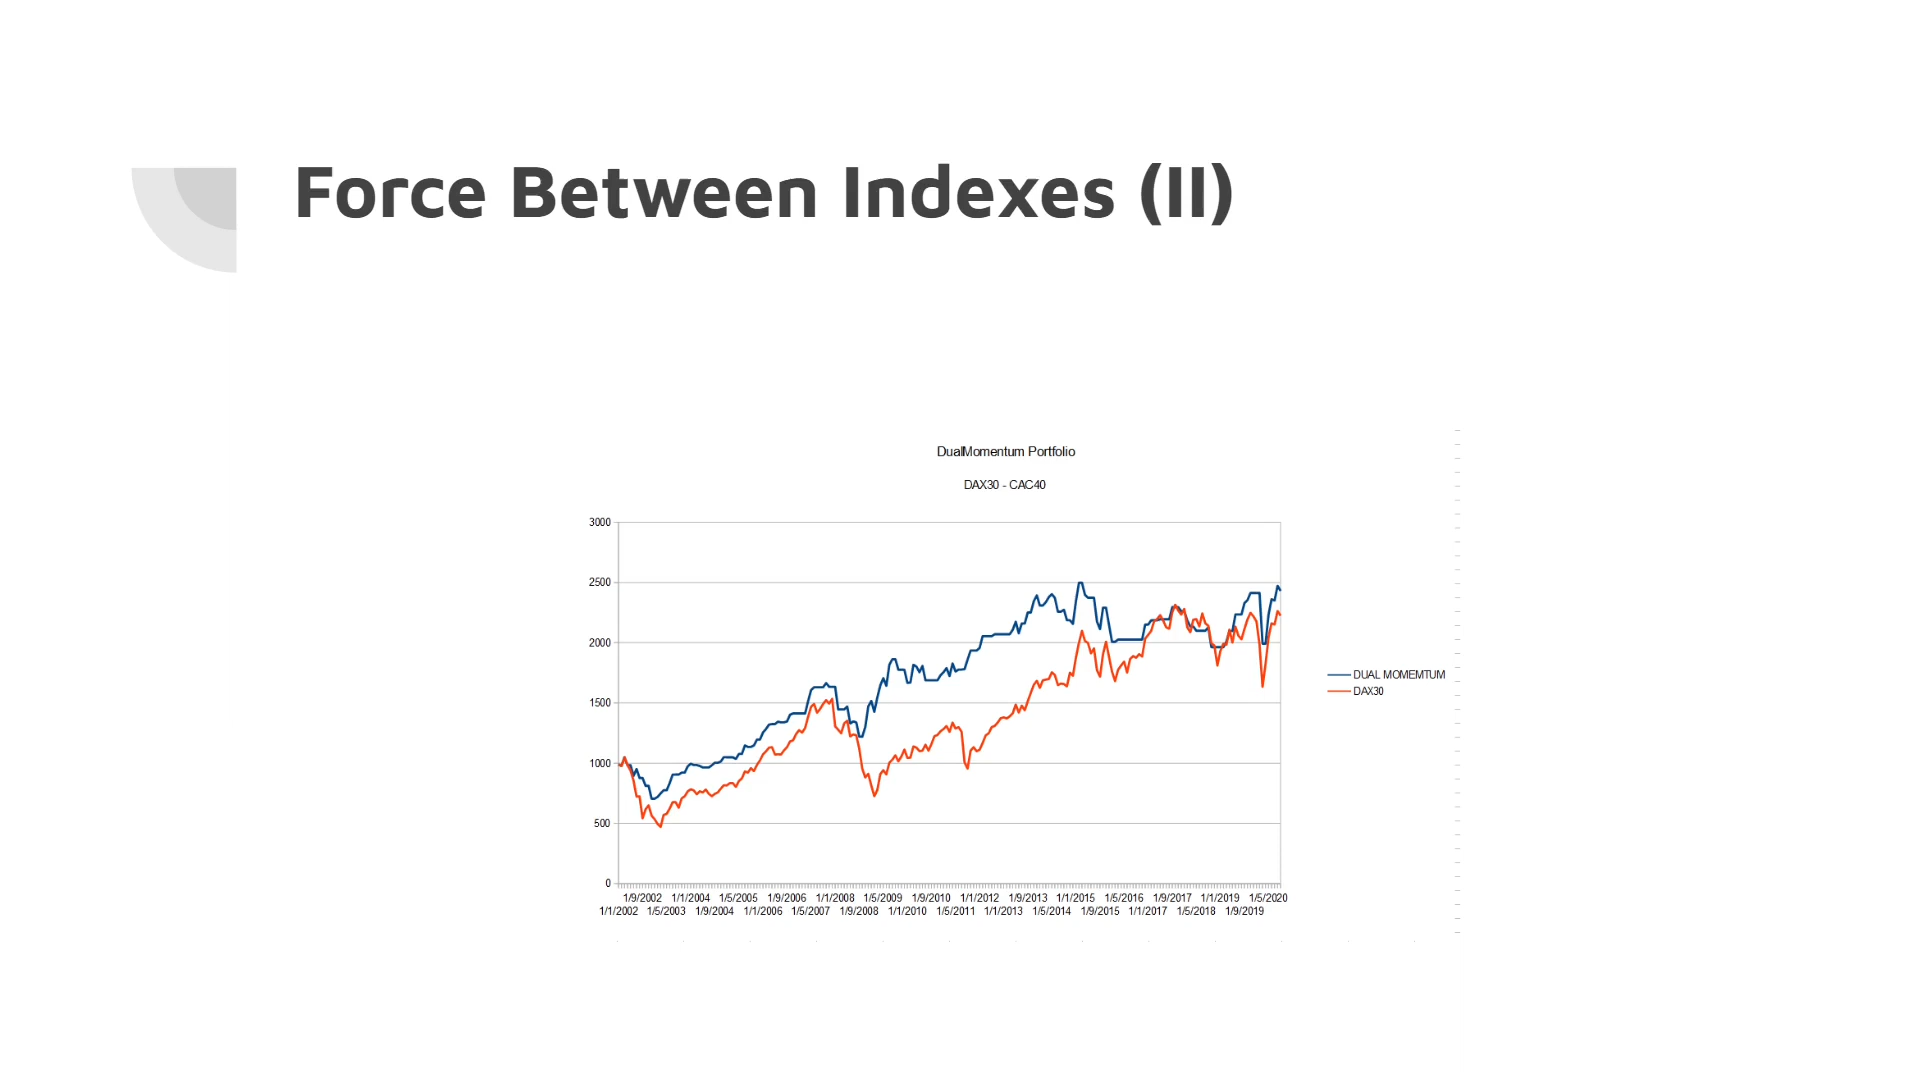 Force Between Indexes (II)
DualMomentum Portfolio
DAX30 - CAC40
3000
2500
2000
1500
1000
500
0
DUAL MOMEMTUM
DAX30
1/9/2002 1/1/2004 1/5/2005 1/9/2006 1/1/2008 1/5/2009 1/9/2010 1/1/2012 1/9/2013 1/1/2015 1/5/2016 1/9/2017 1/1/2019 1/5/2020
1/1/2002 1/5/2003 1/9/2004 1/1/2006 1/5/2007 1/9/2008 1/1/2010 1/5/2011 1/1/2013 1/5/2014 1/9/2015 1/1/2017 1/5/2018 1/9/2019